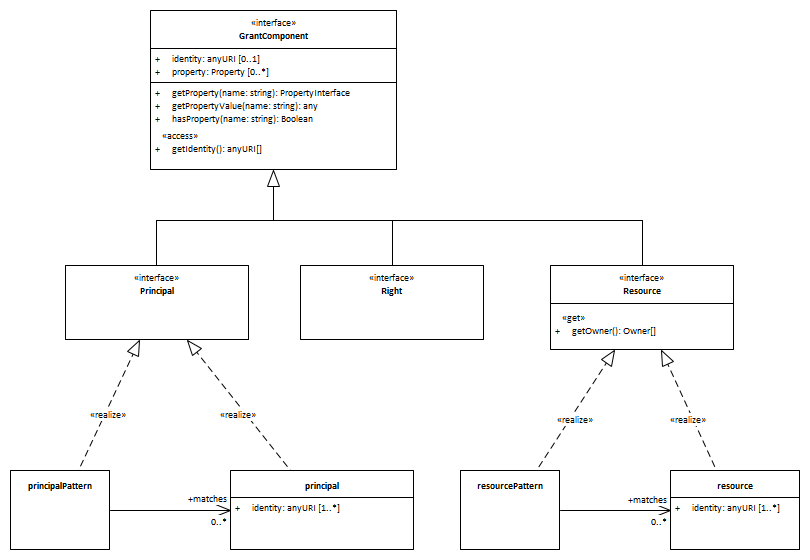 «interface»
GrantComponent
+ identity: anyURI [0..1]
+ property: Property [0..*]
+ getProperty(name: string): PropertyInterface
+ getPropertyValue(name: string): any
+ hasProperty(name: string): Boolean
«access»
+ getIdentity(): anyURI[]
«interface»
Principal
«interface»
Right
«interface»
Resource
«get»
+ getOwner(): Owner[]
«realize»
«realize»
«realize»
«realize»
principalPattern
+matches
0..*
principal
+ identity: anyURI [1..*]
resourcePattern
+matches
0..*
resource
+ identity: anyURI [1..*]